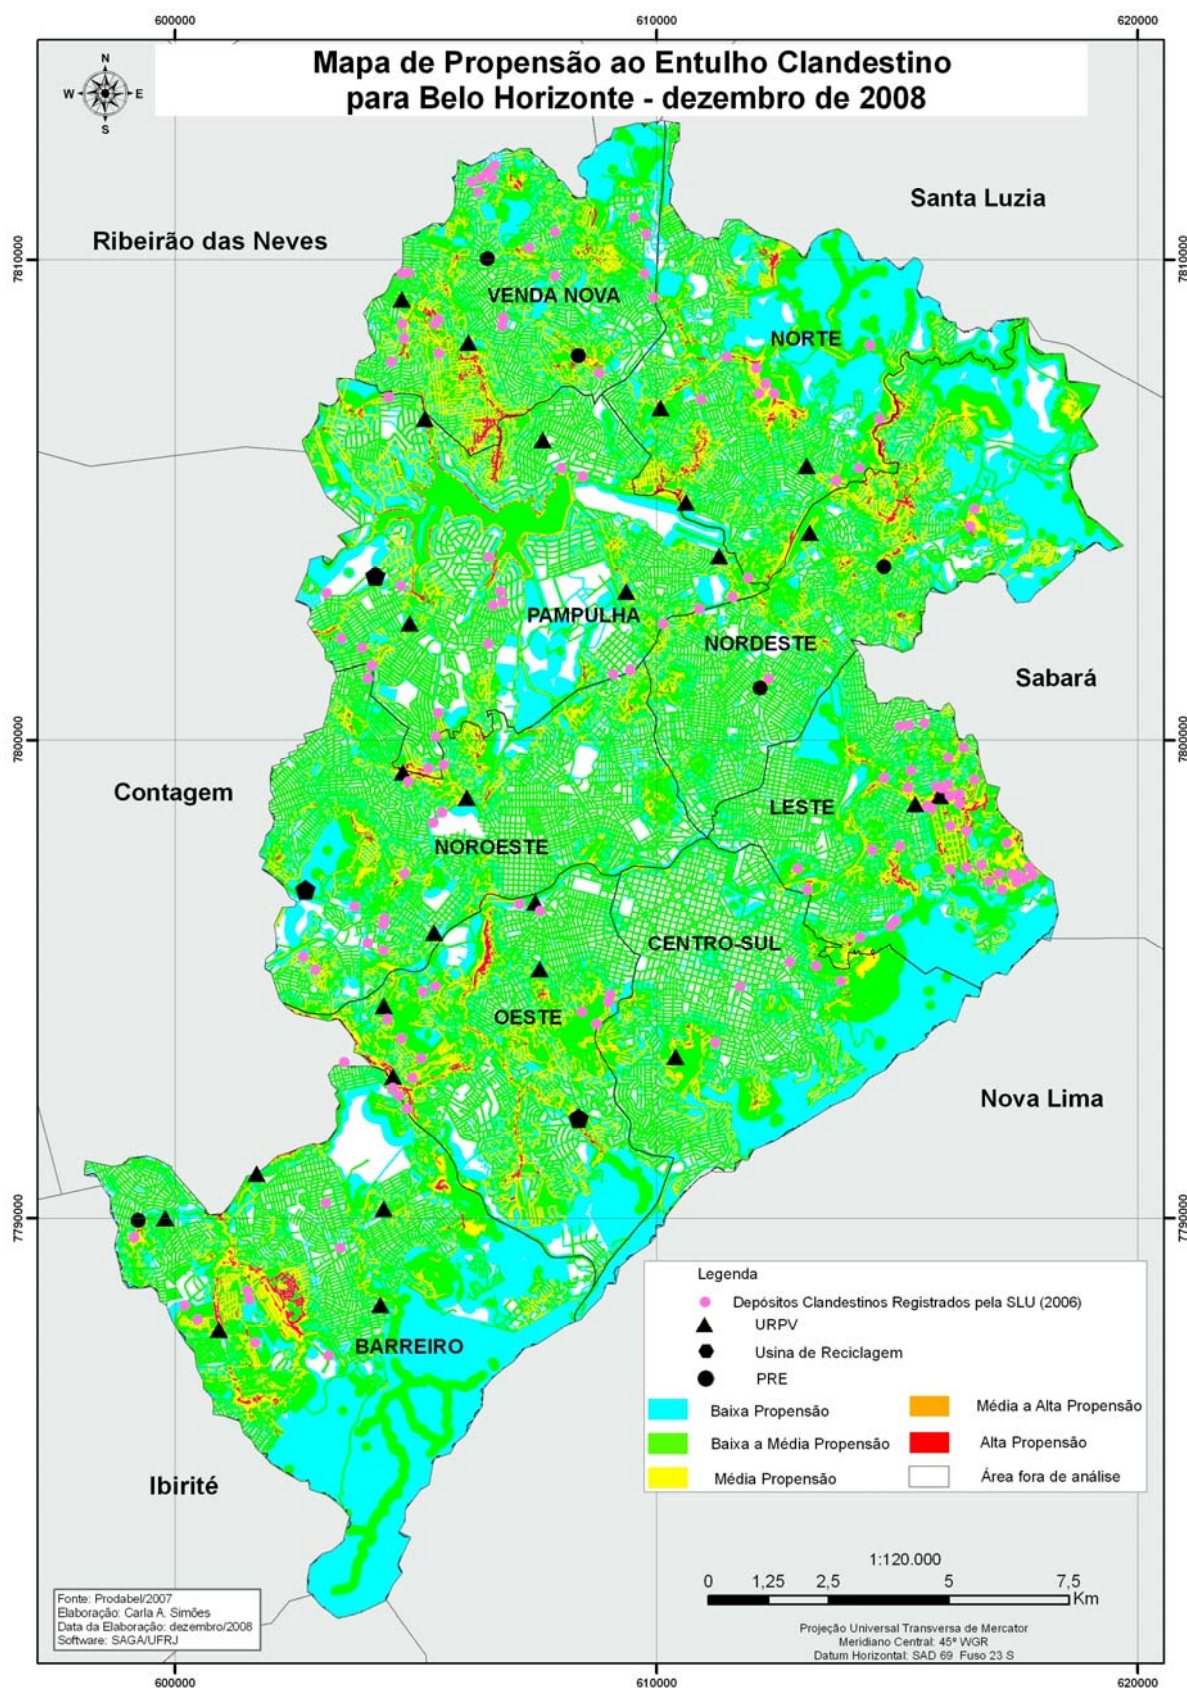 600000
610000
620000
Mapa de Propensão ao Entulho Clandestino
para Belo Horizonte - dezembro de 2008
N
W
E
S
Santa Luzia
Ribeirão das Neves
7810000
7810000
VENDA NOVA
NORTE
PAMPULHA
NORDESTE
Sabará
7800000
7800000
Contagem
LESTE
NOROESTE
CENTRO-SUL
OESTE
Nova Lima
7790000
7790000
BARREIRO
Ibirité
Legenda
Depósitos Clandestinos Registrados pela SLU (2006)
URPV
Usina de Reciclagem
PRE
Baixa Propensão
Média a Alta Propensão
Baixa a Média Propensão
Alta Propensão
Média Propensão
Área fora de análise
1:120.000
0
1,25
2,5
5
7,5
Km
Fonte: Prodabel/2007
Elaboração: Carla A. Simões
Data da Elaboração: dezembro/2008
Software: SAGA/UFRJ
Projeção Universal Transversa de Mercator
Meridiano Central: 45º WGR
Datum Horizontal: SAD 69 Fuso 23 S
600000
610000
620000